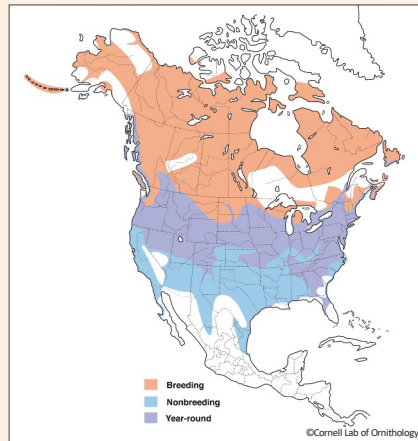 Breeding
Nonbreeding
Year-round
©Cornell Lab of Ornithology